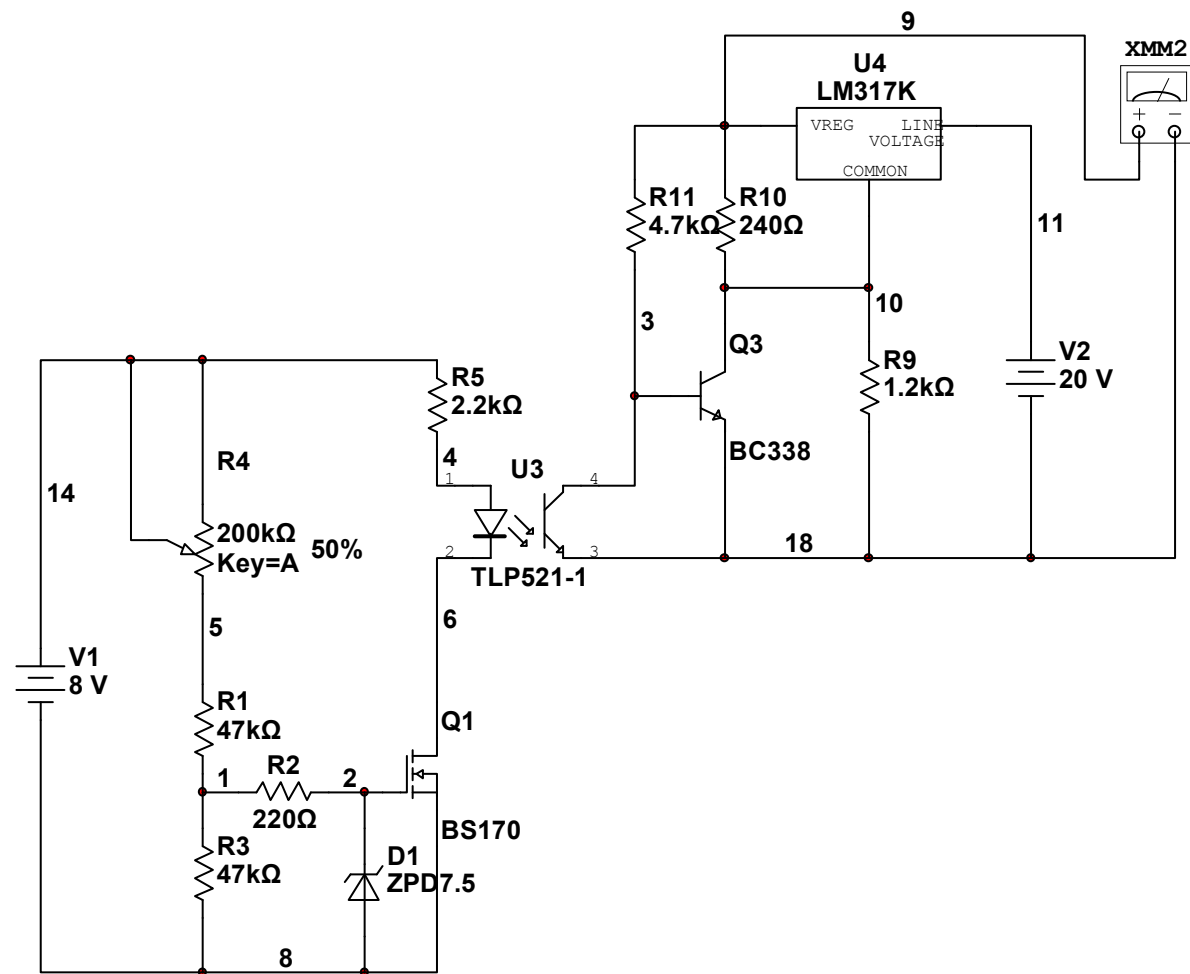 9
XMM2
U4
LM317K
VREG
LINE
VOLTAGE
COMMON
+
−
R11
4.7kΩ
R10
240Ω
11
3
10
Q3
V2
20 V
R9
1.2kΩ
R5
2.2kΩ
BC338
R4
4
1
U3
4
14
200kΩ
Key=A
50%
2
3
18
TLP521-1
5
6
V1
8 V
R1
47kΩ
Q1
1
R2
2
220Ω
BS170
R3
47kΩ
D1
ZPD7.5
8